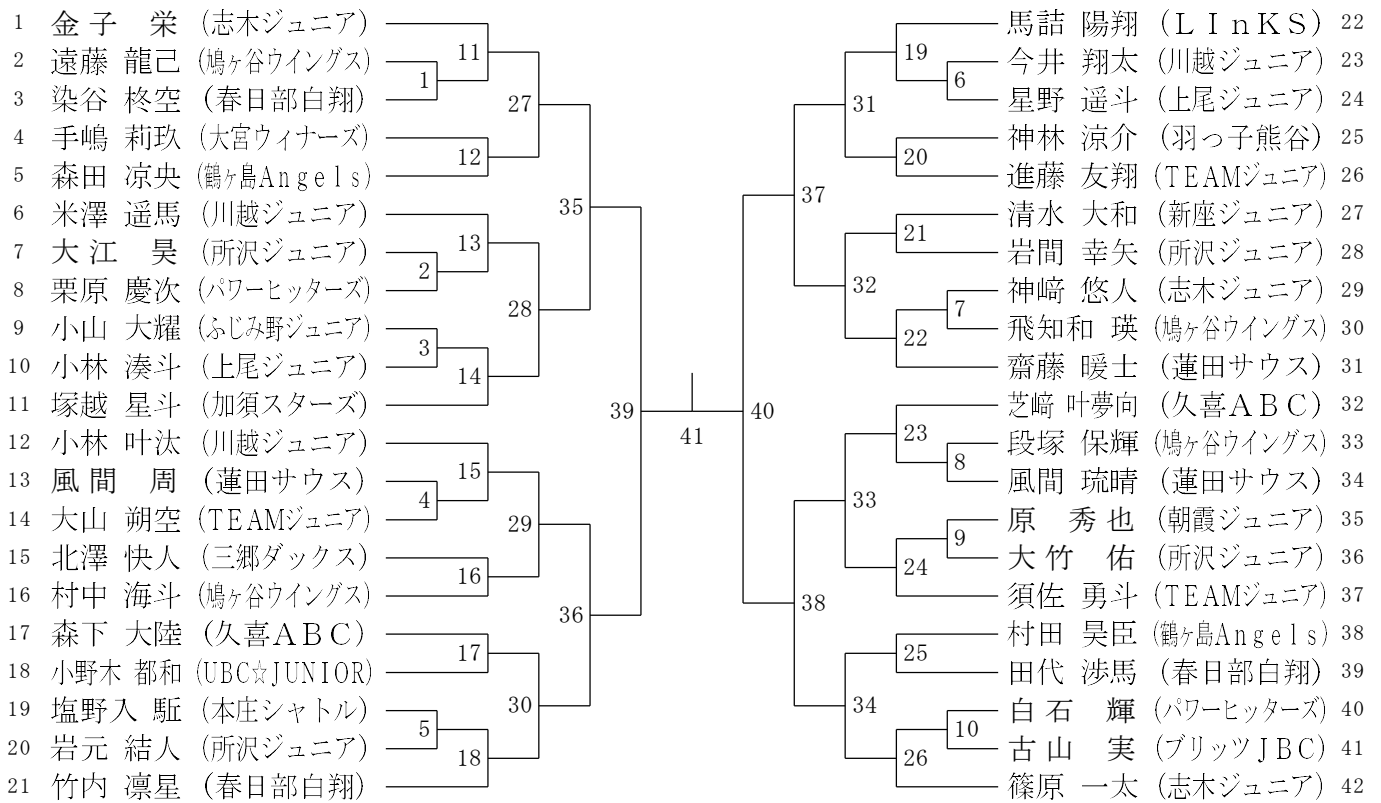 1 金子 栄 (志木ジュニア)
2 遠藤 龍己 (鳩ヶ谷ウイングス)
3 染谷 柊空 (春日部白翔)
4 手嶋 莉玖 (大宮ウィナーズ)
5 森田 凉央 (鶴ヶ島Angels)
6 米澤 遥馬 (川越ジュニア)
7 大江 昊 (所沢ジュニア)
8 栗原 慶次 (パワーヒッターズ)
9 小山 大耀 (ふじみ野ジュニア)
10 小林 湊斗 (上尾ジュニア)
11 塚越 星斗 (加須スターズ)
12 小林 叶汰 (川越ジュニア)
13 風間 周 (蓮田サウス)
14 大山 朔空 (TEAMジュニア)
15 北澤 快人 (三郷ダックス)
16 村中 海斗 (鳩ヶ谷ウイングス)
17 森下 大陸 (久喜ABC)
18 小野木 都和 (UBC☆JUNIOR)
19 塩野入 駈 (本庄シャトル)
20 岩元 結人 (所沢ジュニア)
21 竹内 凛星 (春日部白翔)
11
1
27
12
35
13
2
28
3
14
39
15
4
29
16
36
17
30
5
18
41
40
19
6
31
20
37
21
32
7
22
23
8
33
9
24
38
25
34
10
26
馬詰 陽翔 (LInKS) 22
今井 翔太 (川越ジュニア) 23
星野 遥斗 (上尾ジュニア) 24
神林 涼介 (羽っ子熊谷) 25
進藤 友翔 (TEAMジュニア) 26
清水 大和 (新座ジュニア) 27
岩間 幸矢 (所沢ジュニア) 28
神﨑 悠人 (志木ジュニア) 29
飛知和 瑛 (鳩ヶ谷ウイングス) 30
齋藤 暖士 (蓮田サウス) 31
芝﨑 叶夢向 (久喜ABC) 32
段塚 保輝 (鳩ヶ谷ウイングス) 33
風間 琉晴 (蓮田サウス) 34
原 秀也 (朝霞ジュニア) 35
大竹 佑 (所沢ジュニア) 36
須佐 勇斗 (TEAMジュニア) 37
村田 昊臣 (鶴ヶ島Angels) 38
田代 渉馬 (春日部白翔) 39
白石 輝 (パワーヒッターズ) 40
古山 実 (ブリッツJBC) 41
篠原 一太 (志木ジュニア) 42